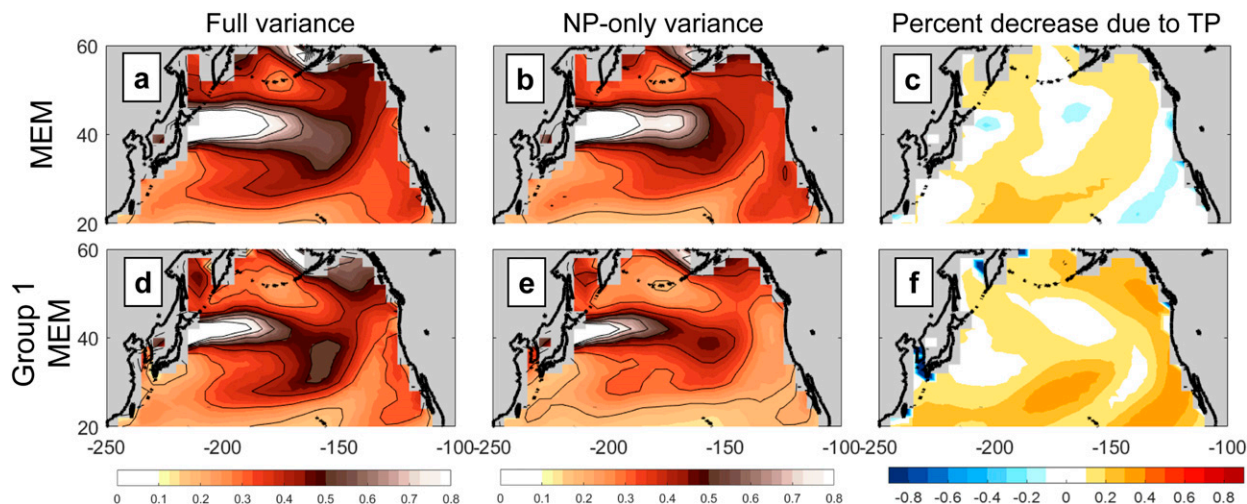 Full variance
NP-only variance
Percent decrease due to TP
MEM
60
40
20
a
b
c
Group 1
MEM
60
40
20
d
e
f
-250
-200
-150
-100
-200
-150
-100
-200
-150
-100
0 0.1 0.2 0.3 0.4 0.5 0.6 0.7 0.8
0 0.1 0.2 0.3 0.4 0.5 0.6 0.7 0.8
-0.8 -0.6 -0.4 -0.2 0 0.2 0.4 0.6 0.8